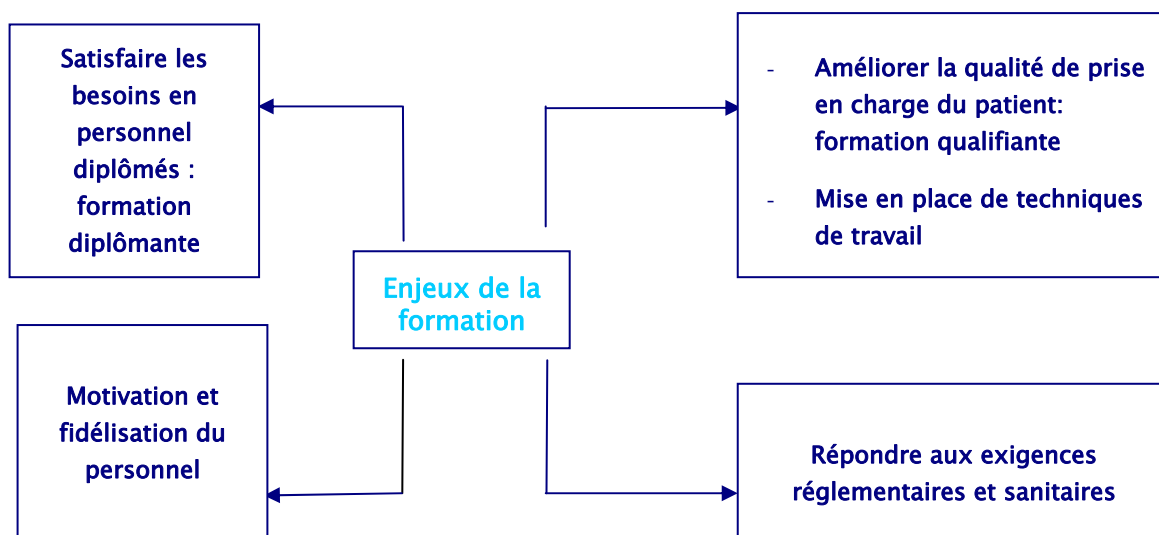 Satisfaire les
besoins en
personnel
diplômés :
formation
diplômante
- Améliorer la qualité de prise
en charge du patient:
formation qualifiante
- Mise en place de techniques
de travail
Enjeux de la
formation
Motivation et
fidélisation du
personnel
Répondre aux exigences
réglementaires et sanitaires